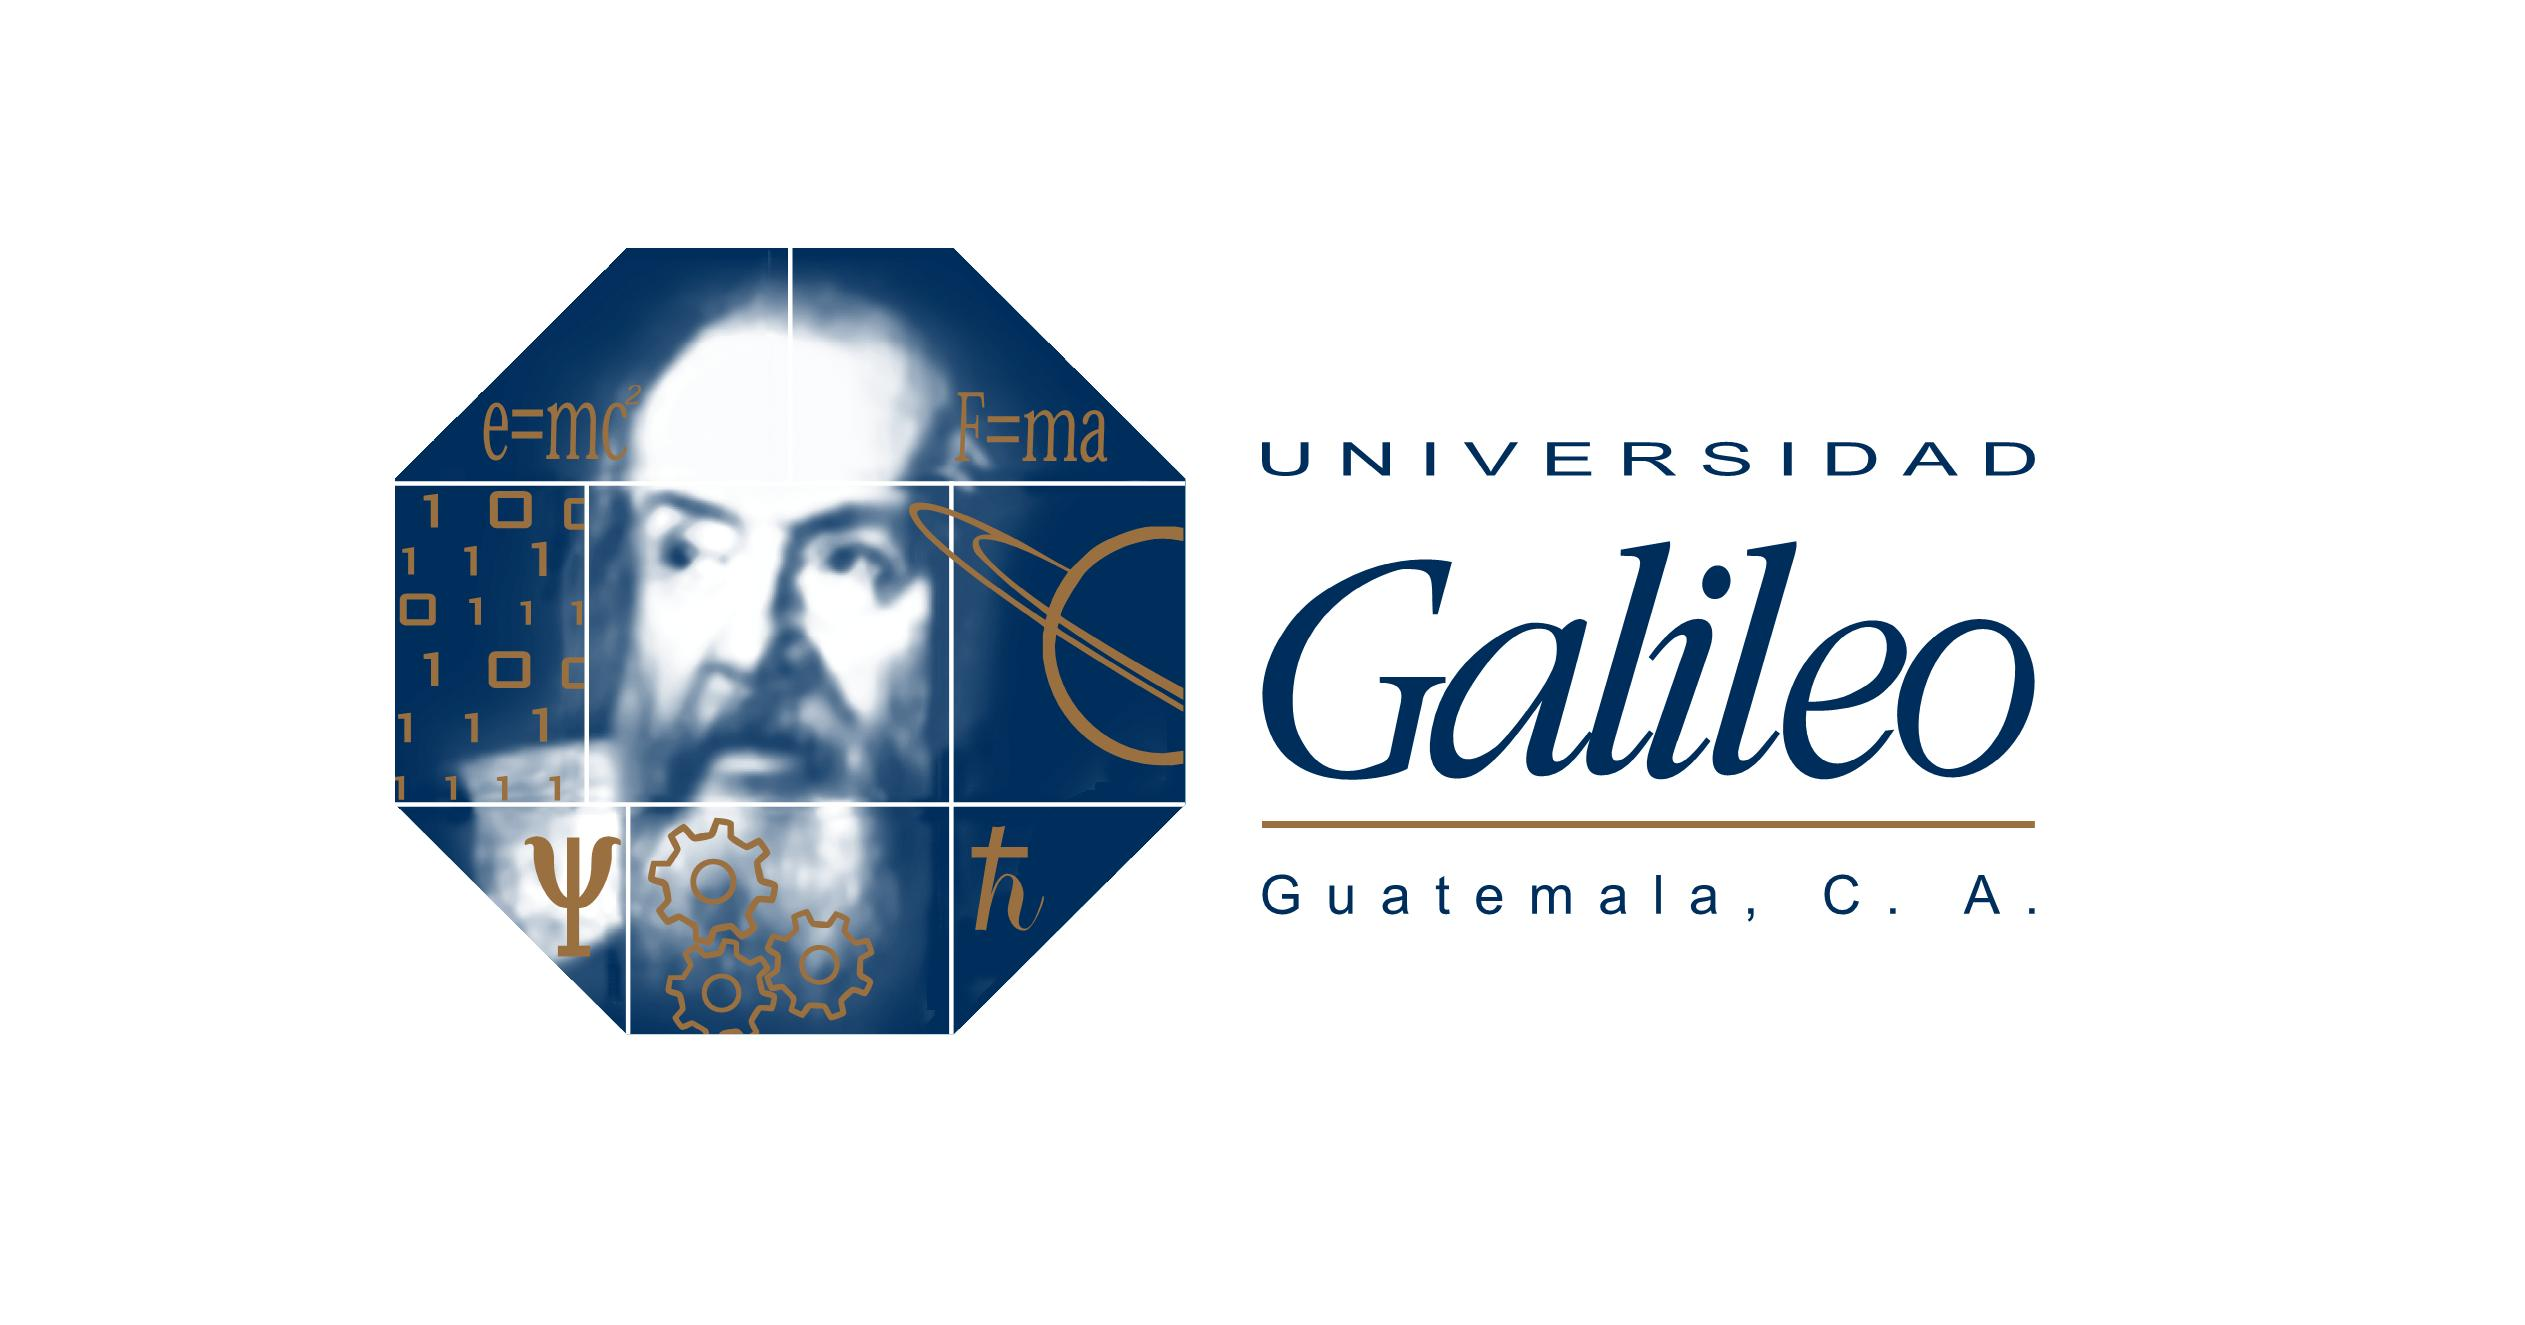 e=mc² F=ma
1 0 0
1 1 1
0 1 1 1
1 0 0
1 1 1
1 1 1 1
Ψ ħ
UNIVERSIDAD
Galileo
Guatemala, C. A.